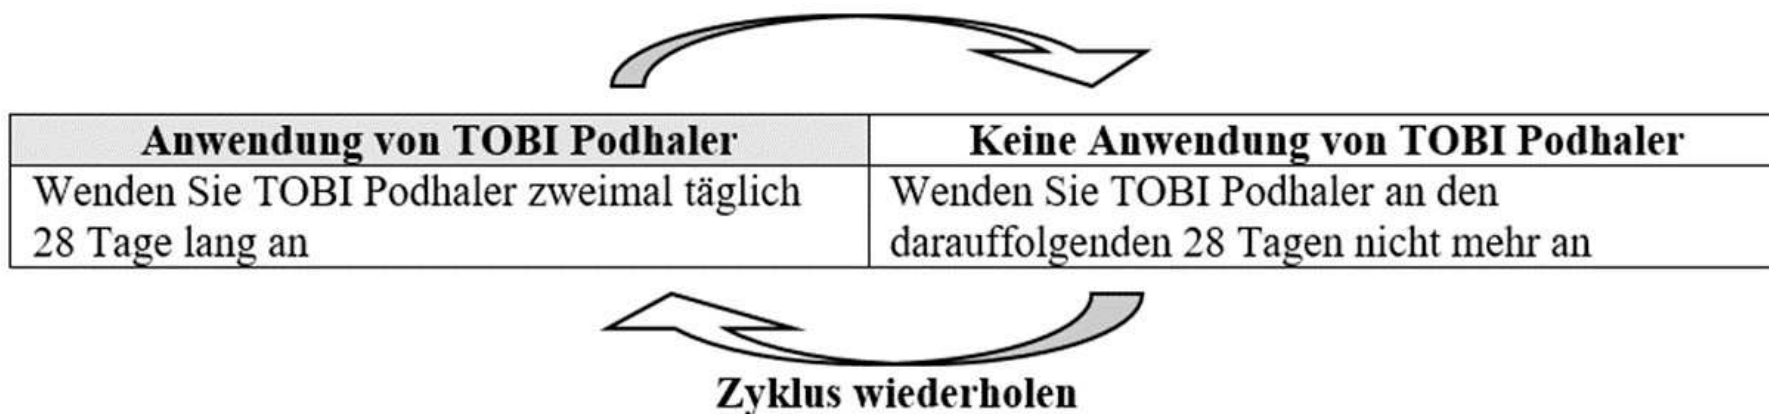 Anwendung von TOBI Podhaler
Keine Anwendung von TOBI Podhaler
Wenden Sie TOBI Podhaler zweimal täglich
28 Tage lang an
Wenden Sie TOBI Podhaler an den
darauffolgenden 28 Tagen nicht mehr an
Zyklus wiederholen